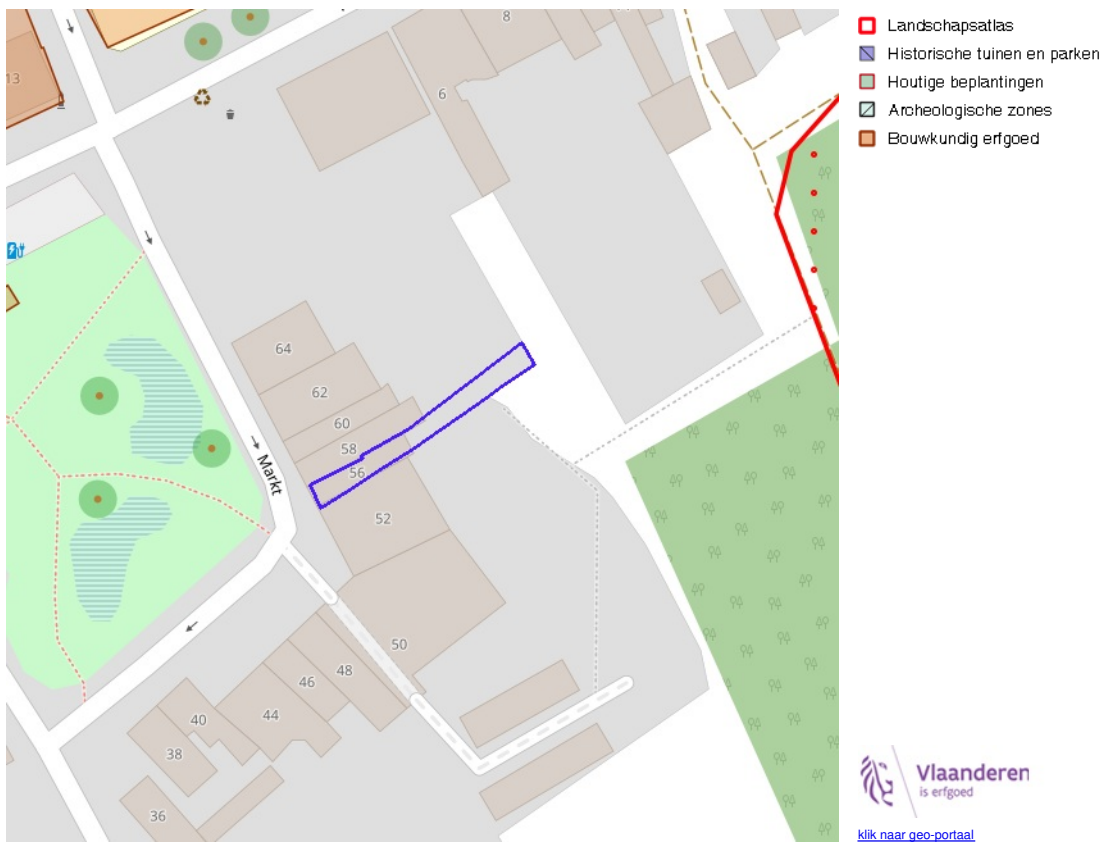 8
6
13
64
62
60
58
56
52
50
48
46
44
40
38
36
Markt
Landschapsatlas
Historische tuinen en parken
Houtige beplantingen
Archeologische zones
Bouwkundig erfgoed
Vlaanderen
is erfgoed
klik naar geo-portaal